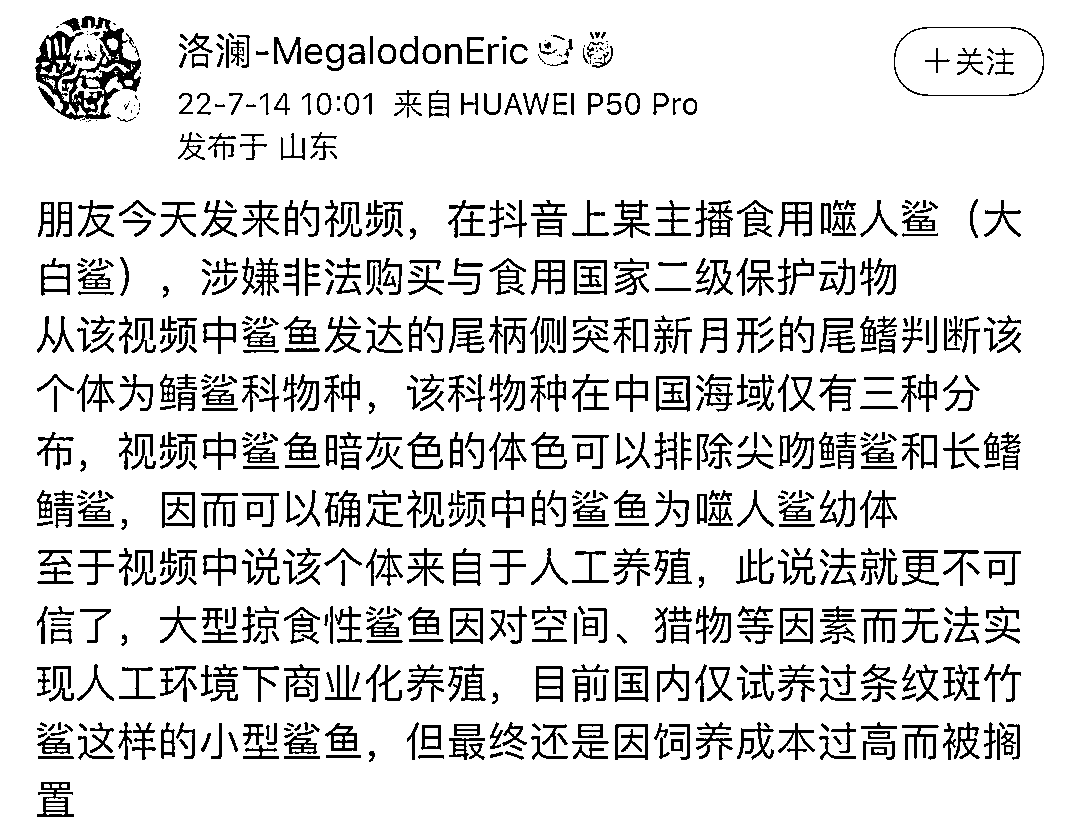 洛澜-MegalodonEric
+关注
22-7-14 10:01 来自 HUAWEI P50 Pro
发布于 山东
朋友今天发来的视频，在抖音上某主播食用噬人鲨（大
白鲨），涉嫌非法购买与食用国家二级保护动物
从该视频中鲨鱼发达的尾柄侧突和新月形的尾鳍判断该
个体为鲭鲨科物种，该科物种在中国海域仅有三种分
布，视频中鲨鱼暗灰色的体色可以排除尖吻鲭鲨和长鳍
鲭鲨，因而可以确定视频中的鲨鱼为噬人鲨幼体
至于视频中说该个体来自于人工养殖，此说法就更不可
信了，大型掠食性鲨鱼因对空间、猎物等因素而无法实
现人工环境下商业化养殖，目前国内仅试养过条纹斑竹
鲨这样的小型鲨鱼，但最终还是因饲养成本过高而被搁
置